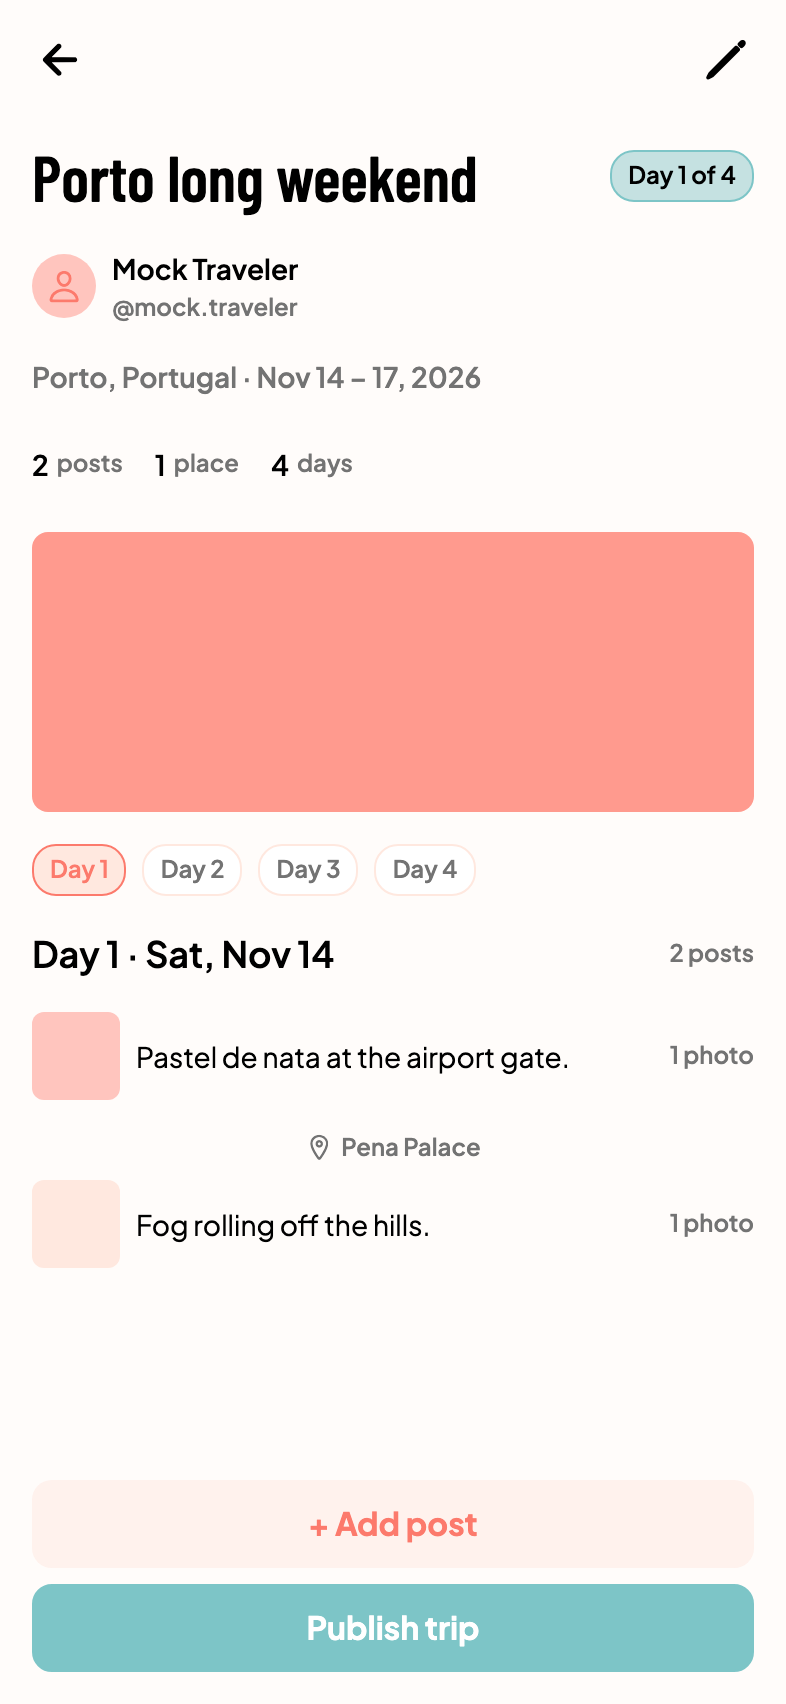 Porto long weekend
Day 1 of 4
Mock Traveler
@mock.traveler
Porto, Portugal · Nov 14 – 17, 2026
2 posts 1 place 4 days
Day 1 Day 2 Day 3 Day 4
Day 1 · Sat, Nov 14
2 posts
Pastel de nata at the airport gate.
1 photo
Pena Palace
Fog rolling off the hills.
1 photo
+ Add post
Publish trip